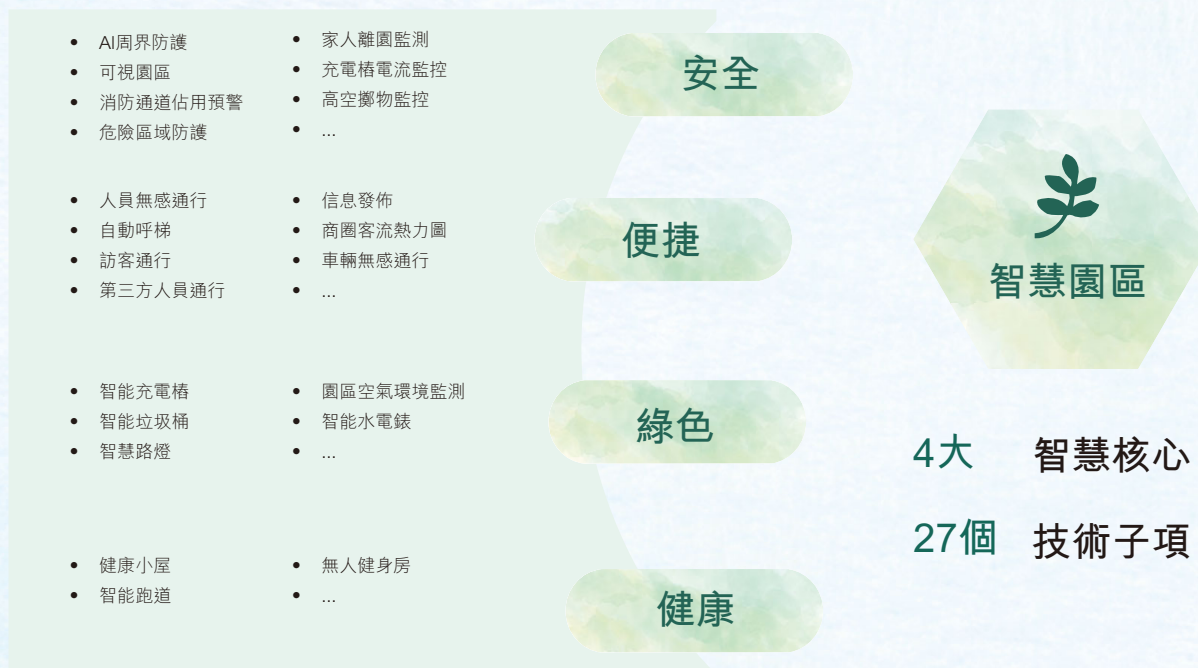 • AI周界防護
• 可視園區
• 消防通道佔用預警
• 危險區域防護
• 家人離園監測
• 充電樁電流監控
• 高空擲物監控
• ...
安全
• 人員無感通行
• 自動呼梯
• 訪客通行
• 第三方人員通行
• 信息發佈
• 商圈客流熱力圖
• 車輛無感通行
• ...
便捷
• 智能充電樁
• 智能垃圾桶
• 智慧路燈
• 園區空氣環境監測
• 智能水電錶
• ...
綠色
• 健康小屋
• 智能跑道
• 無人健身房
• ...
健康
智慧園區
4大 智慧核心
27個 技術子項